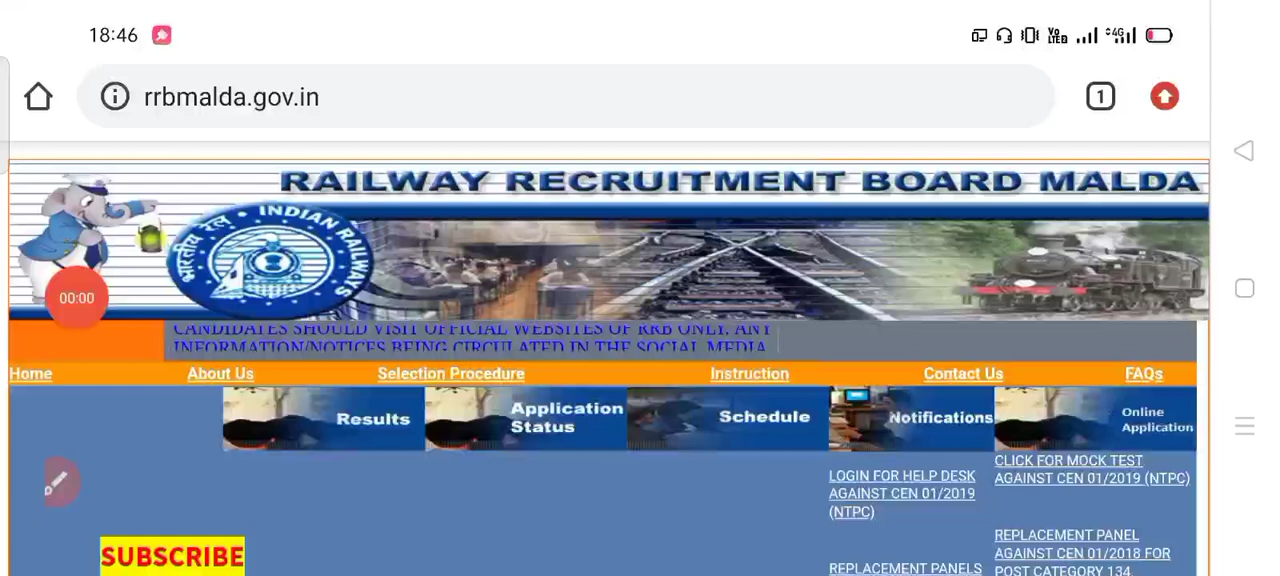 18:46
VO
LTE2
4G
rrbmalda.gov.in
1
RAILWAY RECRUITMENT BOARD MALDA
भारतीय रेल • INDIAN RAILWAYS
00:00
CANDIDATES SHOULD VISIT OFFICIAL WEBSITES OF RRB ONLY. ANY
INFORMATION/NOTICES BEING CIRCULATED IN THE SOCIAL MEDIA
Home About Us Selection Procedure Instruction Contact Us FAQs
Results
Application
Status
Schedule
Notifications
Online
Application
LOGIN FOR HELP DESK
AGAINST CEN 01/2019
(NTPC)
REPLACEMENT PANELS
CLICK FOR MOCK TEST
AGAINST CEN 01/2019 (NTPC)
REPLACEMENT PANEL
AGAINST CEN 01/2018 FOR
POST CATEGORY 134
SUBSCRIBE